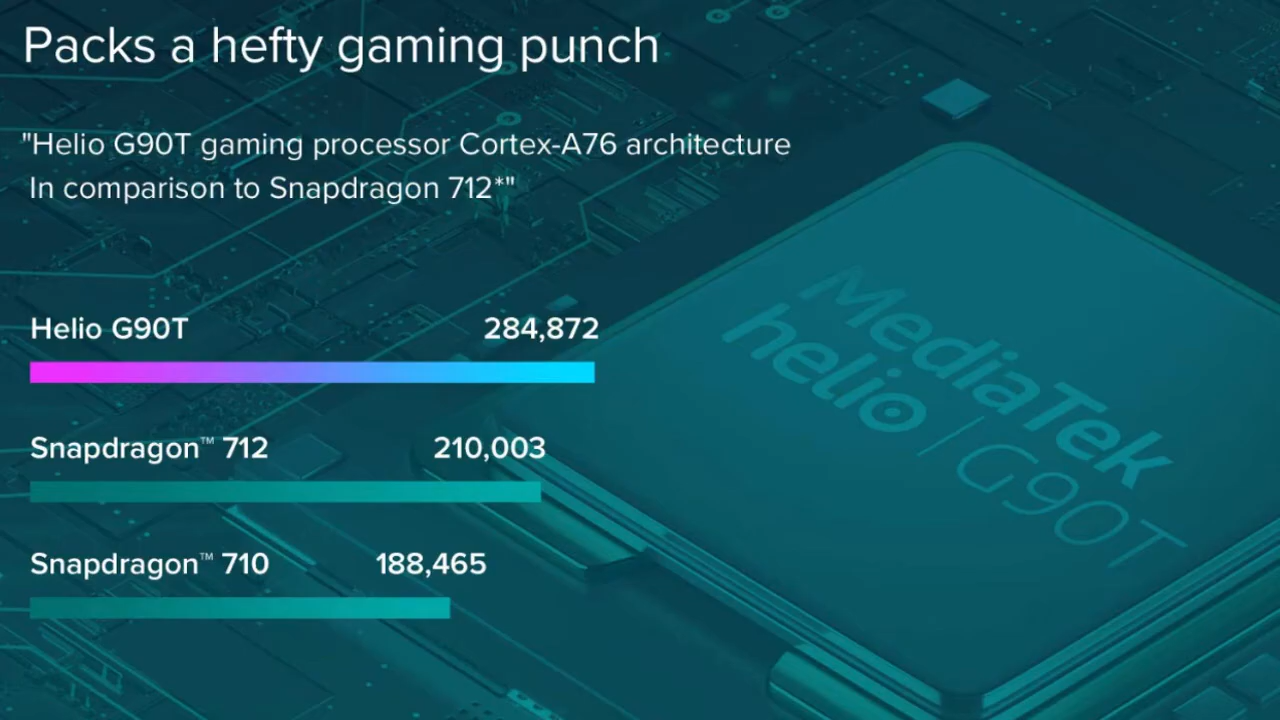 Packs a hefty gaming punch
"Helio G90T gaming processor Cortex-A76 architecture
In comparison to Snapdragon 712*"
Helio G90T 284,872
Snapdragon™ 712 210,003
Snapdragon™ 710 188,465
MediaTek
helio | G90T